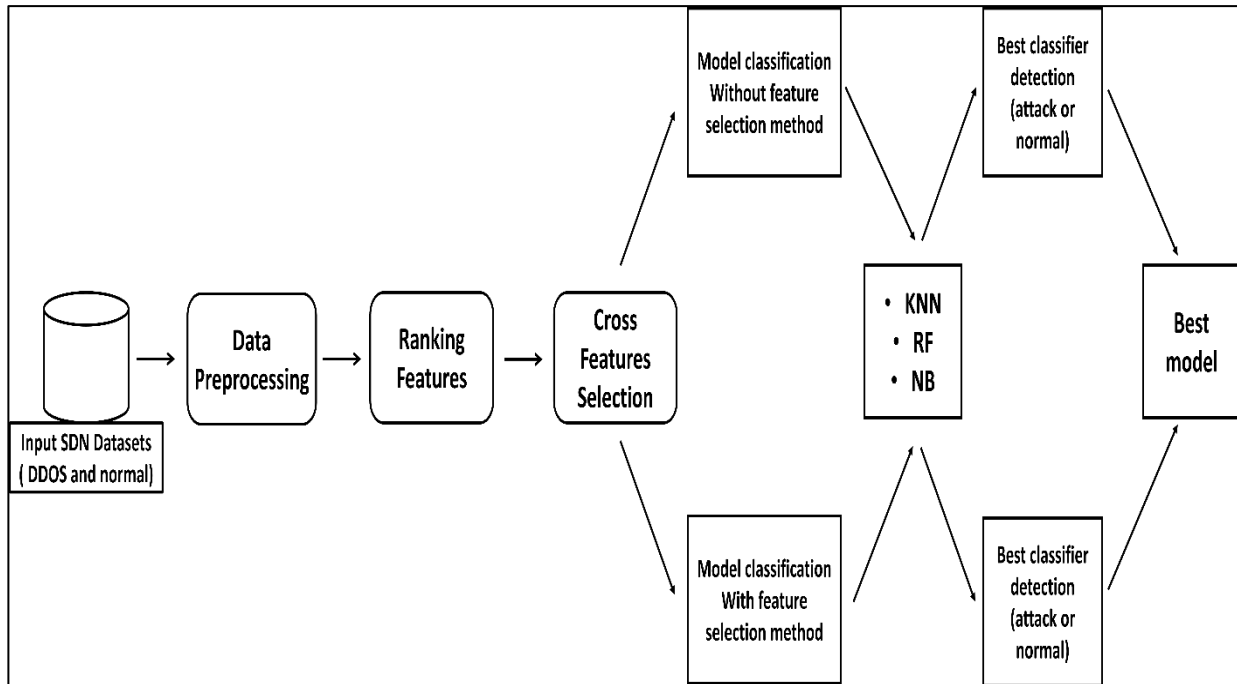 Input SDN Datasets
( DDOS and normal)
Data
Preprocessing
Ranking
Features
Cross
Features
Selection
Model classification
Without feature
selection method
Model classification
With feature
selection method
• KNN
• RF
• NB
Best classifier
detection
(attack or
normal)
Best classifier
detection
(attack or
normal)
Best
model